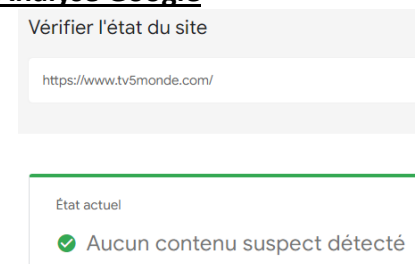 Analyse Google
Vérifier l'état du site
https://www.tv5monde.com/
État actuel
Aucun contenu suspect détecté